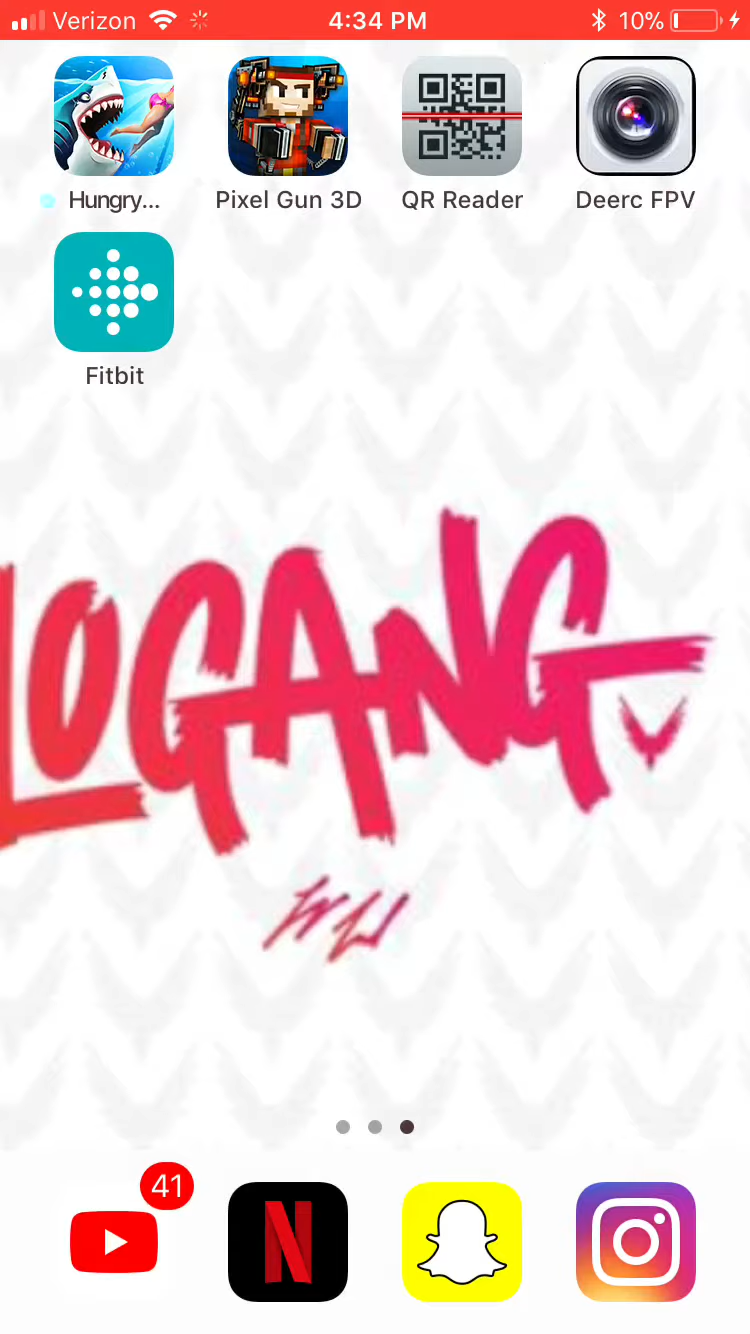 Verizon 4:34 PM 10%
Hungry... Pixel Gun 3D QR Reader Deerc FPV
Fitbit
LOGANG
41
N